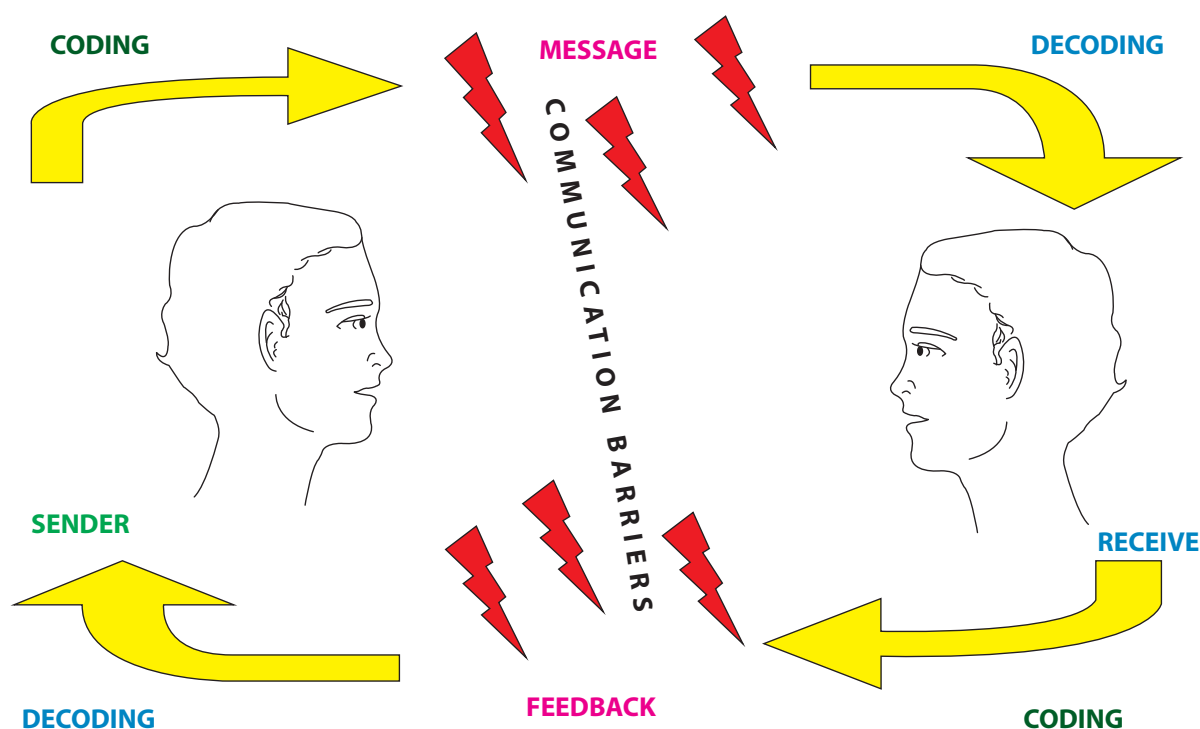 CODING
MESSAGE
DECODING
COMMUNICATION BARRIERS
SENDER
RECEIVE
DECODING
FEEDBACK
CODING